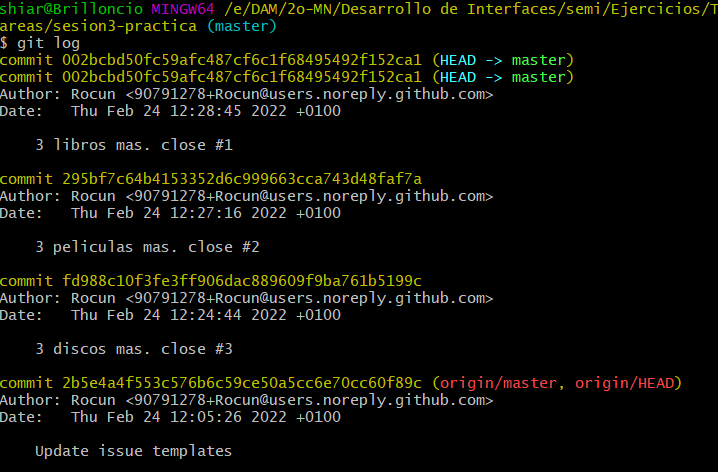 shiar@Brilloncio MINGW64 /e/DAM/2o-MN/Desarrollo de Interfaces/semi/Ejercicios/T
areas/sesion3-practica (master)
$ git log
commit 002bcbd50fc59afc487cf6c1f68495492f152ca1 (HEAD -> master)
commit 002bcbd50fc59afc487cf6c1f68495492f152ca1 (HEAD -> master)
Author: Rocun <90791278+Rocun@users.noreply.github.com>
Date:   Thu Feb 24 12:28:45 2022 +0100
    3 libros mas. close #1
commit 295bf7c64b4153352d6c999663cca743d48faf7a
Author: Rocun <90791278+Rocun@users.noreply.github.com>
Date:   Thu Feb 24 12:27:16 2022 +0100
    3 peliculas mas. close #2
commit fd988c10f3fe3ff906dac889609f9ba761b5199c
Author: Rocun <90791278+Rocun@users.noreply.github.com>
Date:   Thu Feb 24 12:24:44 2022 +0100
    3 discos mas. close #3
commit 2b5e4a4f553c576b6c59ce50a5cc6e70cc60f89c (origin/master, origin/HEAD)
Author: Rocun <90791278+Rocun@users.noreply.github.com>
Date:   Thu Feb 24 12:05:26 2022 +0100
    Update issue templates